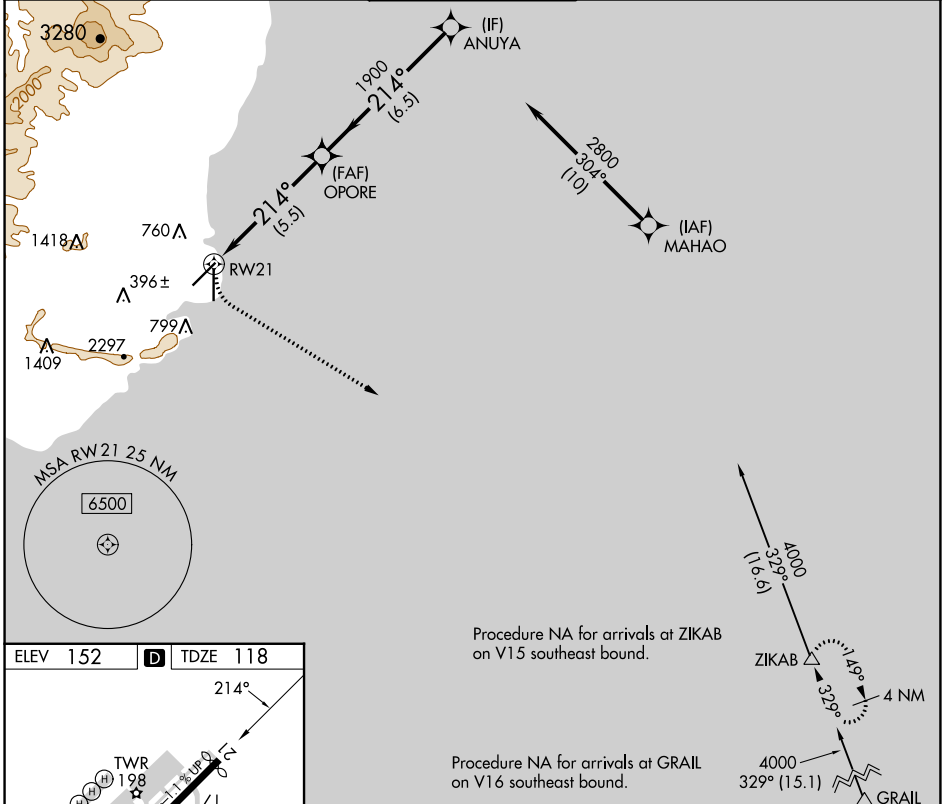 3280
2000
(IF)
ANUYA
1900
214°
(6.5)
(FAF)
OPORE
2800
304°
(10)
(IAF)
MAHAO
214°
(5.5)
1418
760
RW21
396±
799
2297
1409
MSA RW21 25 NM
6500
4000
329°
(16.6)
Procedure NA for arrivals at ZIKAB
on V15 southeast bound.
ZIKAB
149°
329°
4 NM
Procedure NA for arrivals at GRAIL
on V16 southeast bound.
4000
329° (15.1)
GRAIL
ELEV 152
D
TDZE 118
214°
TWR
198
H
H
H
1.1% UP
21